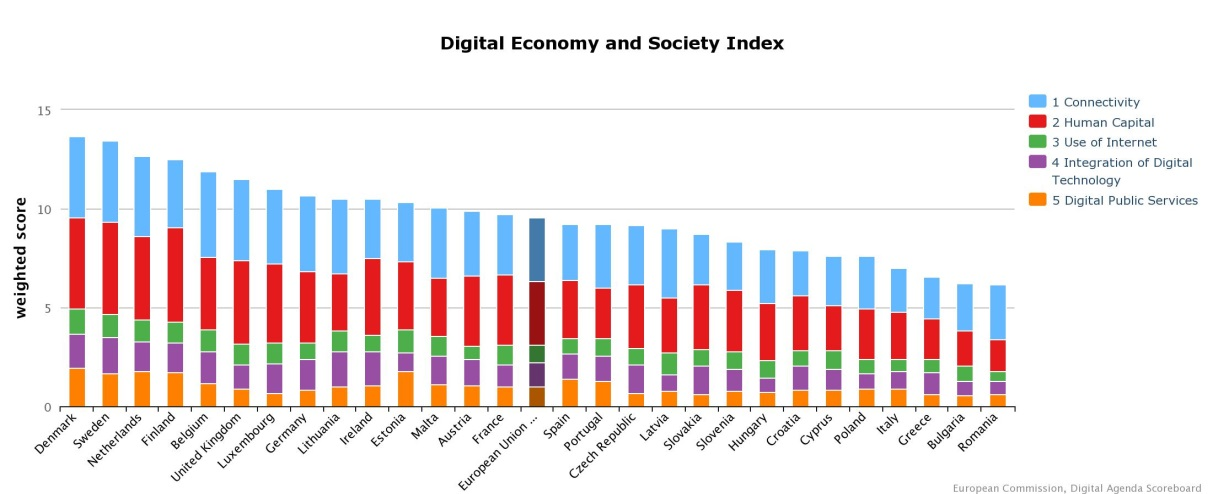 Digital Economy and Society Index
1 Connectivity
2 Human Capital
3 Use of Internet
4 Integration of Digital
Technology
5 Digital Public Services
weighted score
15
10
5
0
Denmark
Sweden
Netherlands
Finland
Belgium
United Kingdom
Luxembourg
Germany
Lithuania
Ireland
Estonia
Malta
Austria
France
European Union ...
Spain
Portugal
Czech Republic
Latvia
Slovakia
Slovenia
Hungary
Croatia
Cyprus
Poland
Italy
Greece
Bulgaria
Romania
European Commission, Digital Agenda Scoreboard